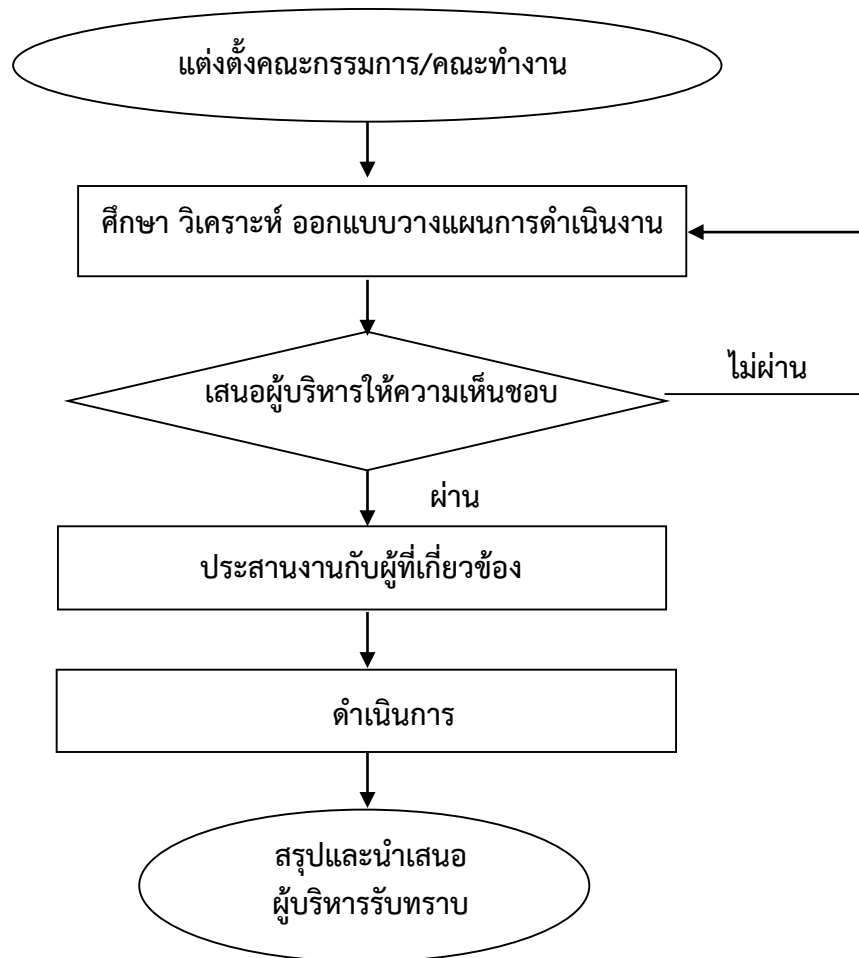 แต่งตั้งคณะกรรมการ/คณะทำงาน
ศึกษา วิเคราะห์ ออกแบบวางแผนการดำเนินงาน
เสนอผู้บริหารให้ความเห็นชอบ
ไม่ผ่าน
ผ่าน
ประสานงานกับผู้ที่เกี่ยวข้อง
ดำเนินการ
สรุปและนำเสนอ
ผู้บริหารรับทราบ